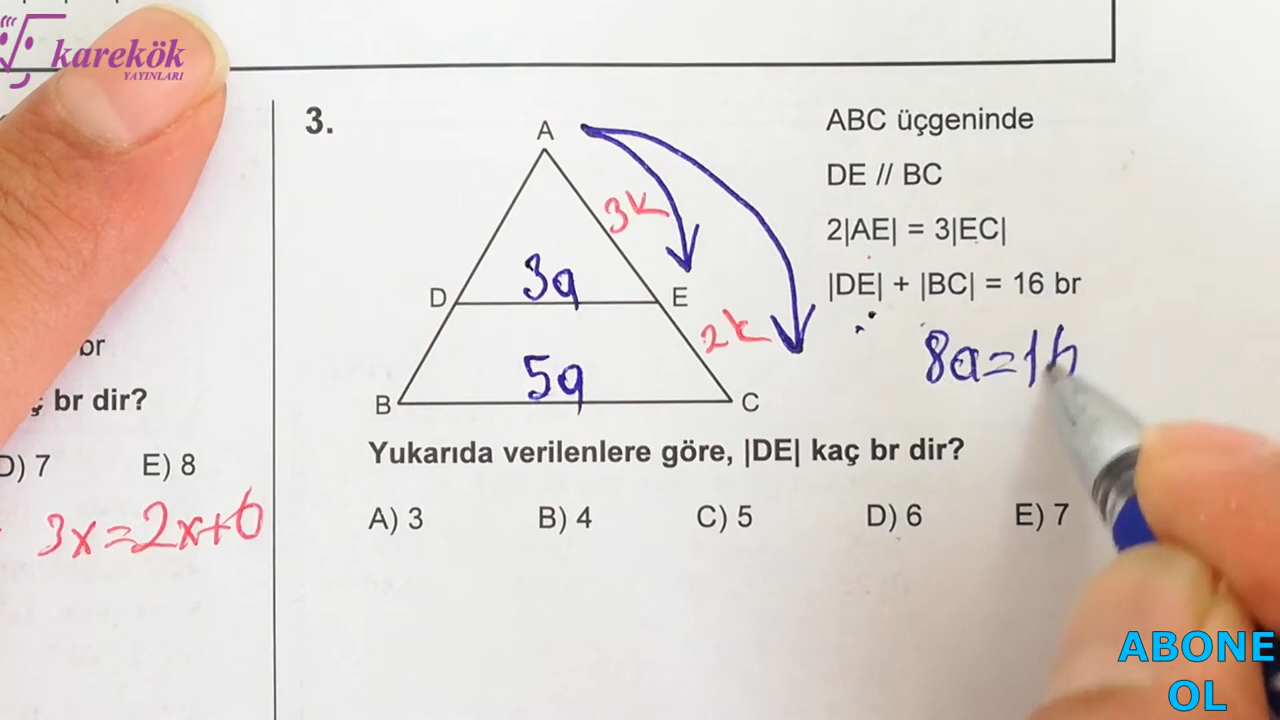 karekök
YAYINLARI
br
br dir?
D) 7 E) 8
3x=2x+6
3.
A
3k
D
3a
E
2k
5a
B
C
ABC üçgeninde
DE // BC
2|AE| = 3|EC|
|DE| + |BC| = 16 br
8a=16
Yukarıda verilenlere göre, |DE| kaç br dir?
A) 3 B) 4 C) 5 D) 6 E) 7
ABONE
OL